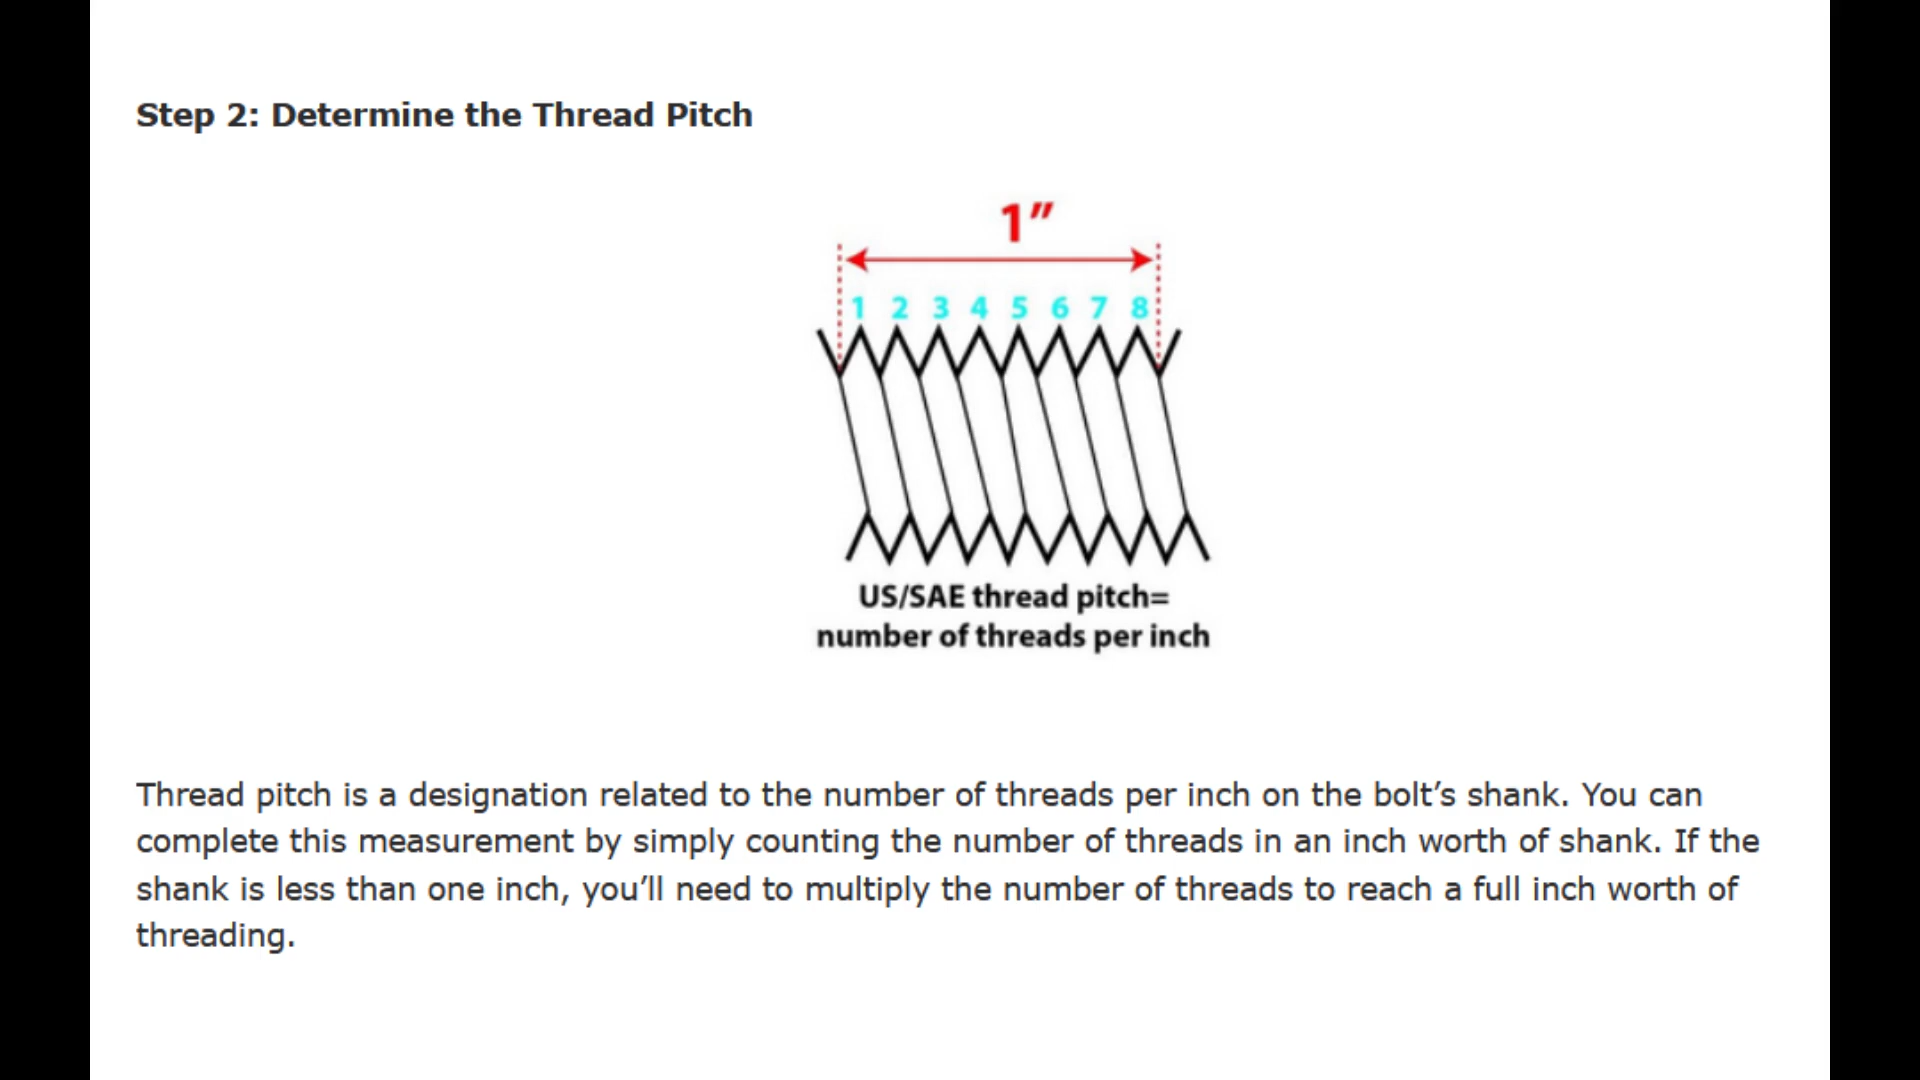 Step 2: Determine the Thread Pitch
1”
1 2 3 4 5 6 7 8
US/SAE thread pitch=
number of threads per inch
Thread pitch is a designation related to the number of threads per inch on the bolt’s shank. You can
complete this measurement by simply counting the number of threads in an inch worth of shank. If the
shank is less than one inch, you’ll need to multiply the number of threads to reach a full inch worth of
threading.